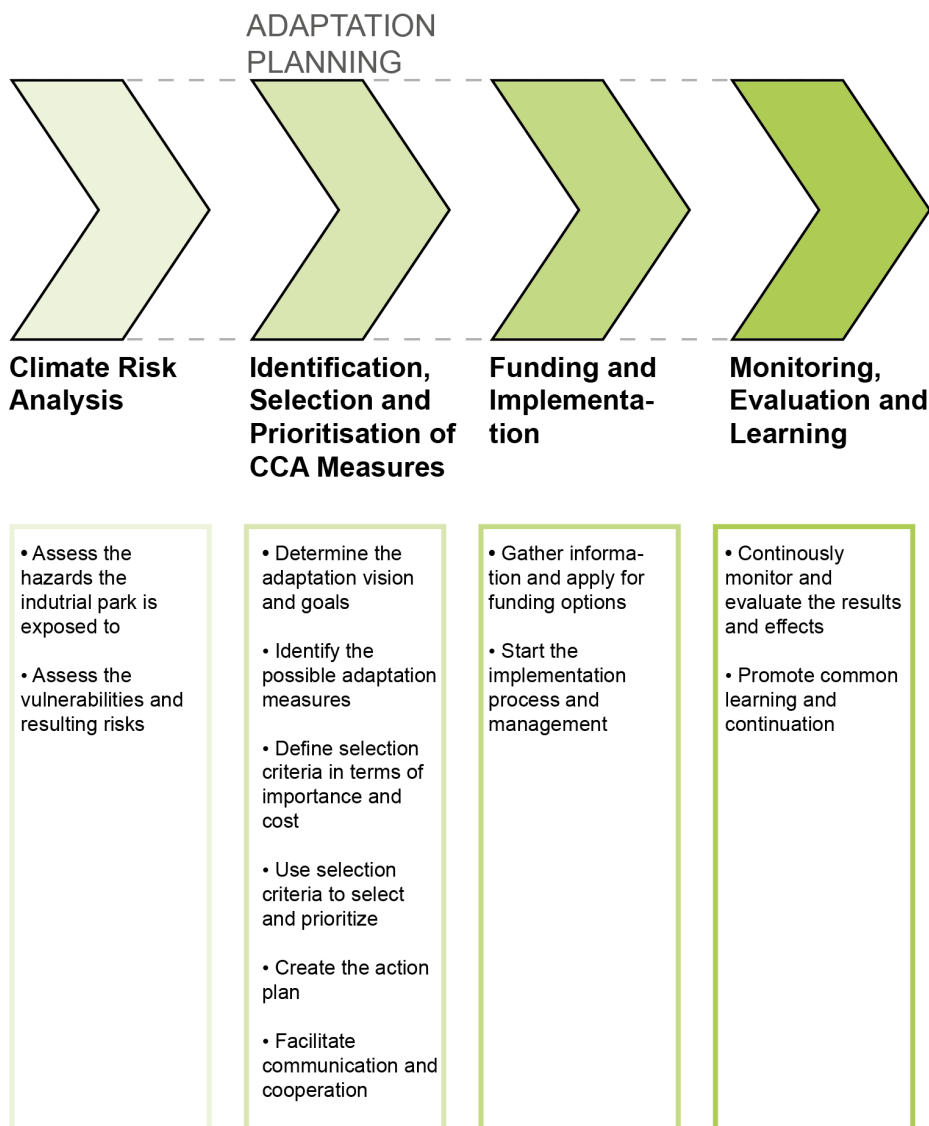 ADAPTATION
PLANNING
Climate Risk
Analysis
Identification,
Selection and
Prioritisation of
CCA Measures
Funding and
Implementa-
tion
Monitoring,
Evaluation and
Learning
• Assess the
hazards the
indutrial park is
exposed to
• Assess the
vulnerabilities and
resulting risks
• Determine the
adaptation vision
and goals
• Identify the
possible adaptation
measures
• Define selection
criteria in terms of
importance and
cost
• Use selection
criteria to select
and prioritize
• Create the action
plan
• Facilitate
communication and
cooperation
• Gather informa-
tion and apply for
funding options
• Start the
implementation
process and
management
• Continously
monitor and
evaluate the results
and effects
• Promote common
learning and
continuation